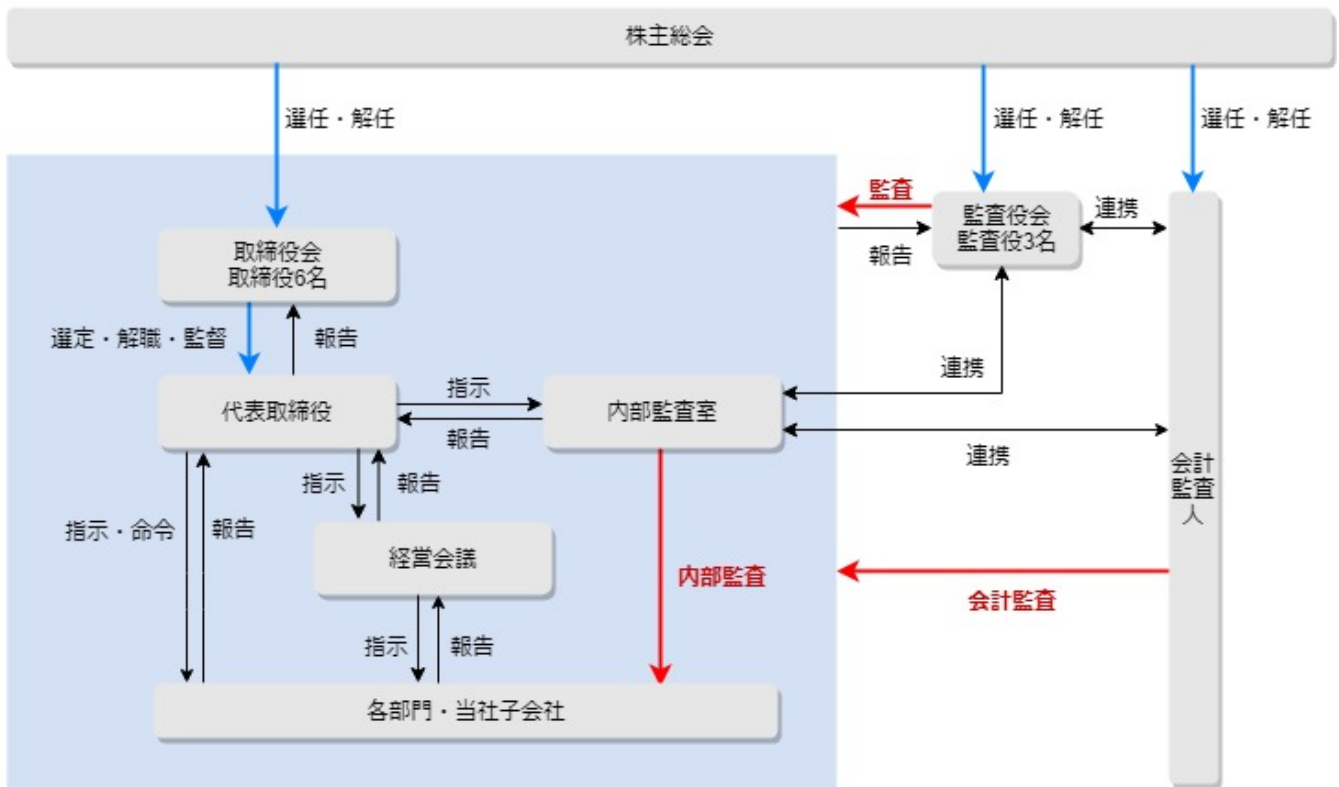 株主総会
選任・解任
選任・解任
選任・解任
監査
報告
監査役会
監査役3名
連携
取締役会
取締役6名
選定・解職・監督
報告
連携
代表取締役
指示
報告
内部監査室
連携
指示
報告
会計
監査
人
指示・命令
報告
経営会議
内部監査
会計監査
指示
報告
各部門・当社子会社